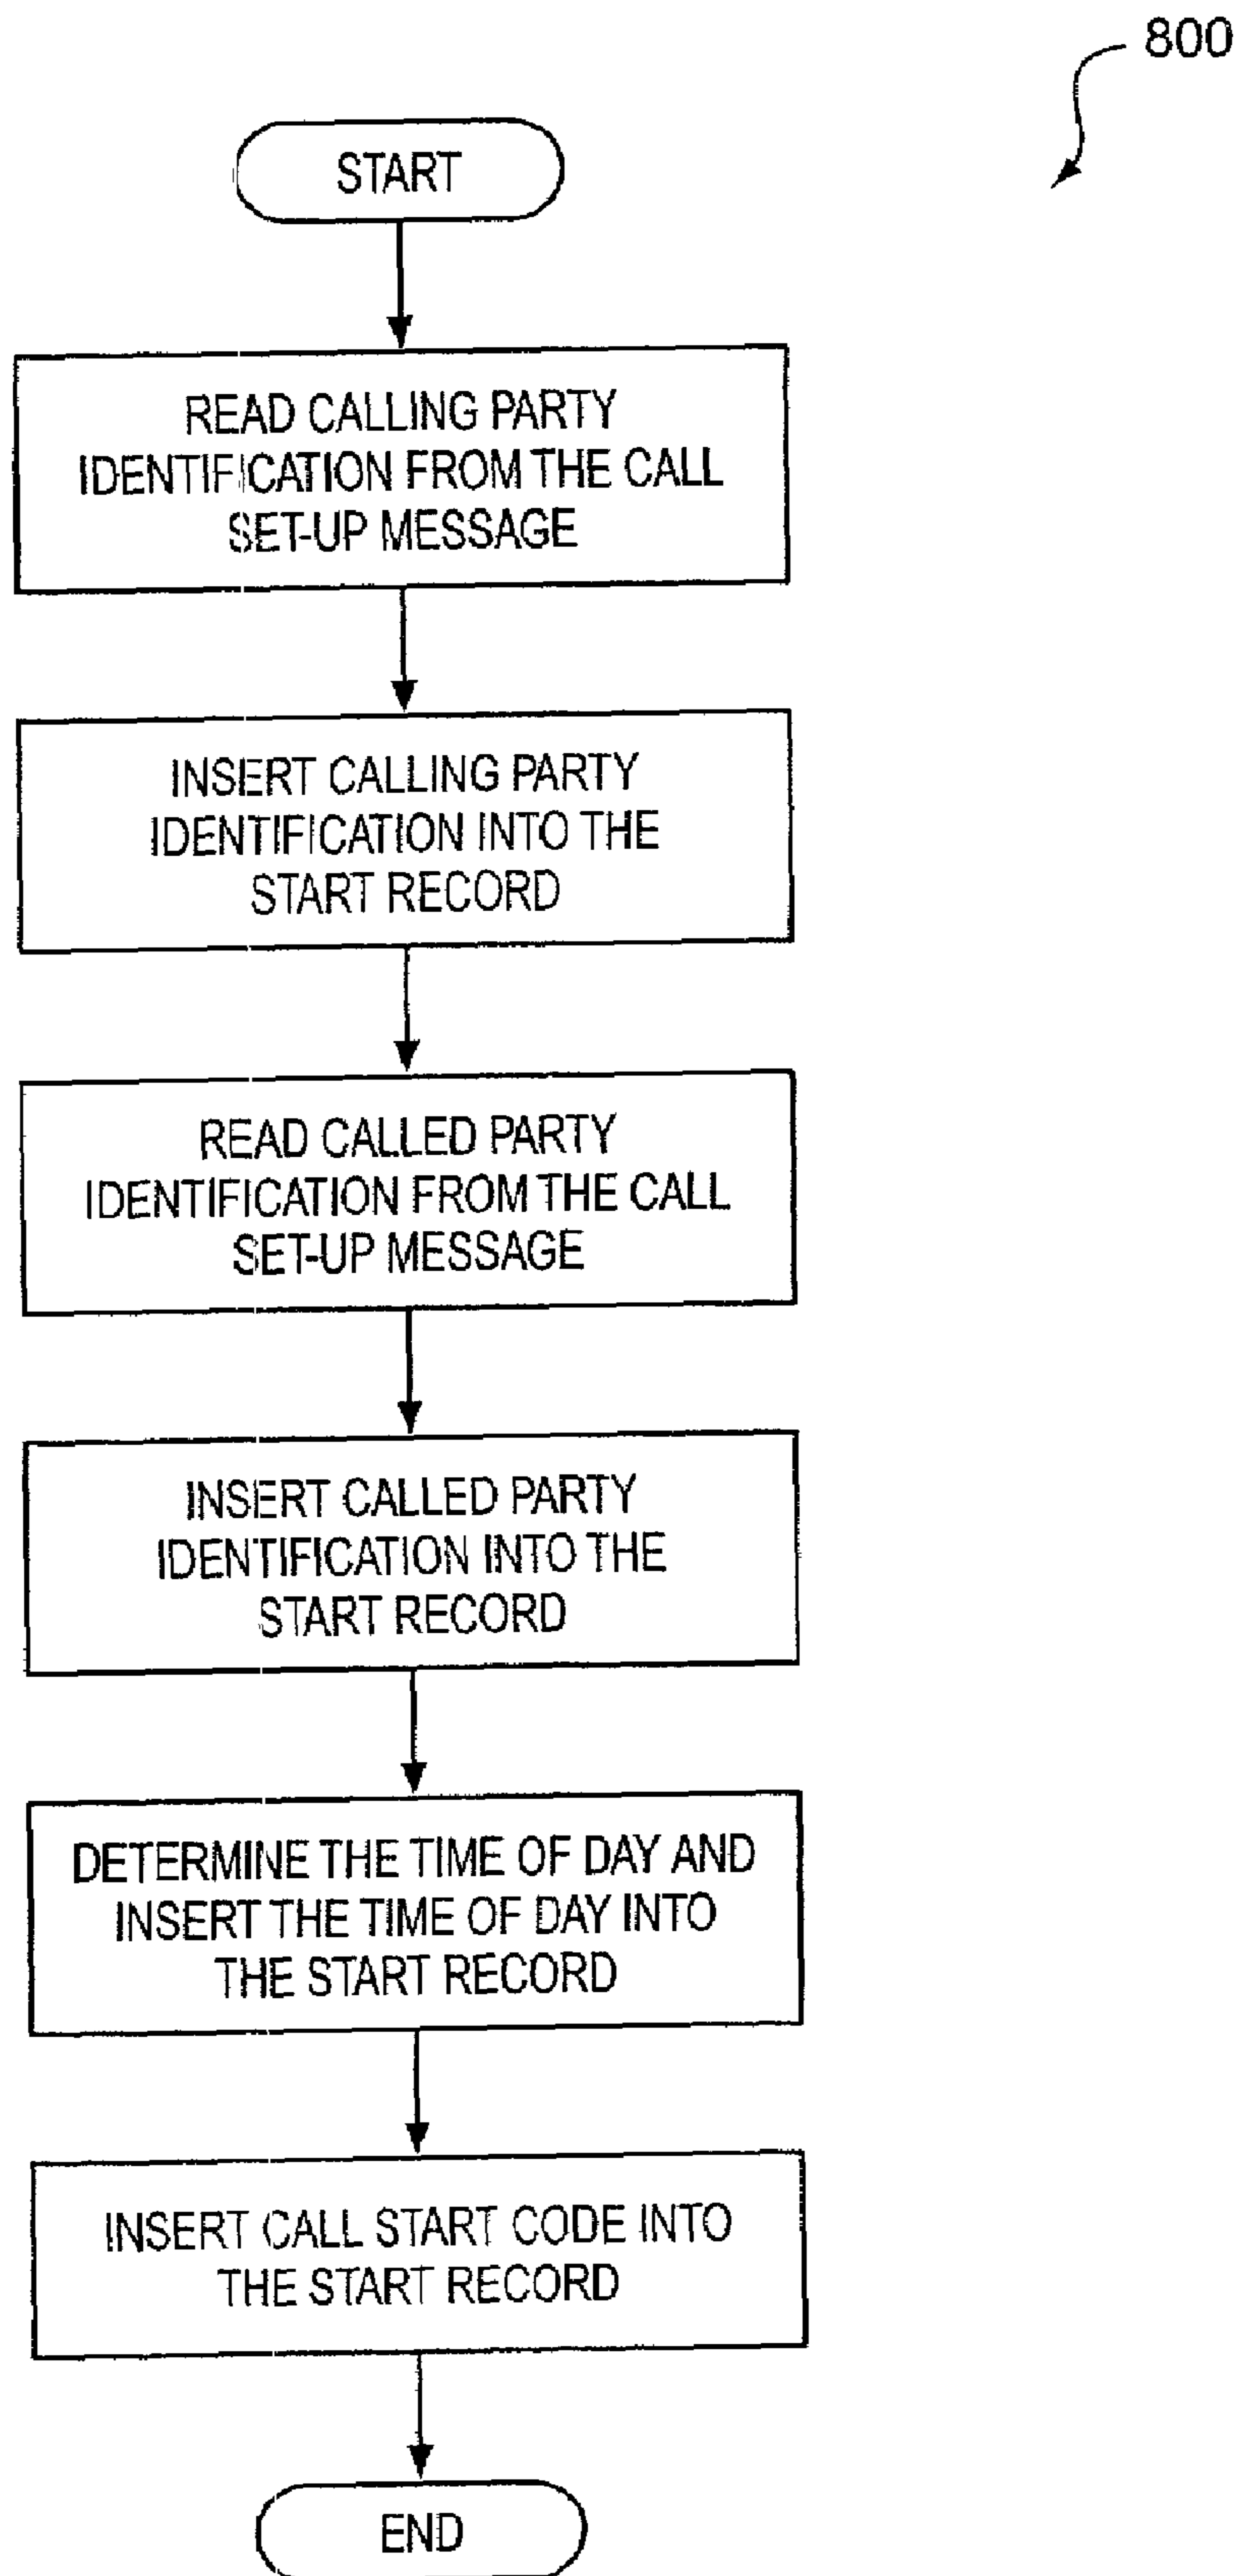 800
START
READ CALLING PARTY
IDENTIFICATION FROM THE CALL
SET-UP MESSAGE
INSERT CALLING PARTY
IDENTIFICATION INTO THE
START RECORD
READ CALLED PARTY
IDENTIFICATION FROM THE CALL
SET-UP MESSAGE
INSERT CALLED PARTY
IDENTIFICATION INTO THE
START RECORD
DETERMINE THE TIME OF DAY AND
INSERT THE TIME OF DAY INTO
THE START RECORD
INSERT CALL START CODE INTO
THE START RECORD
END